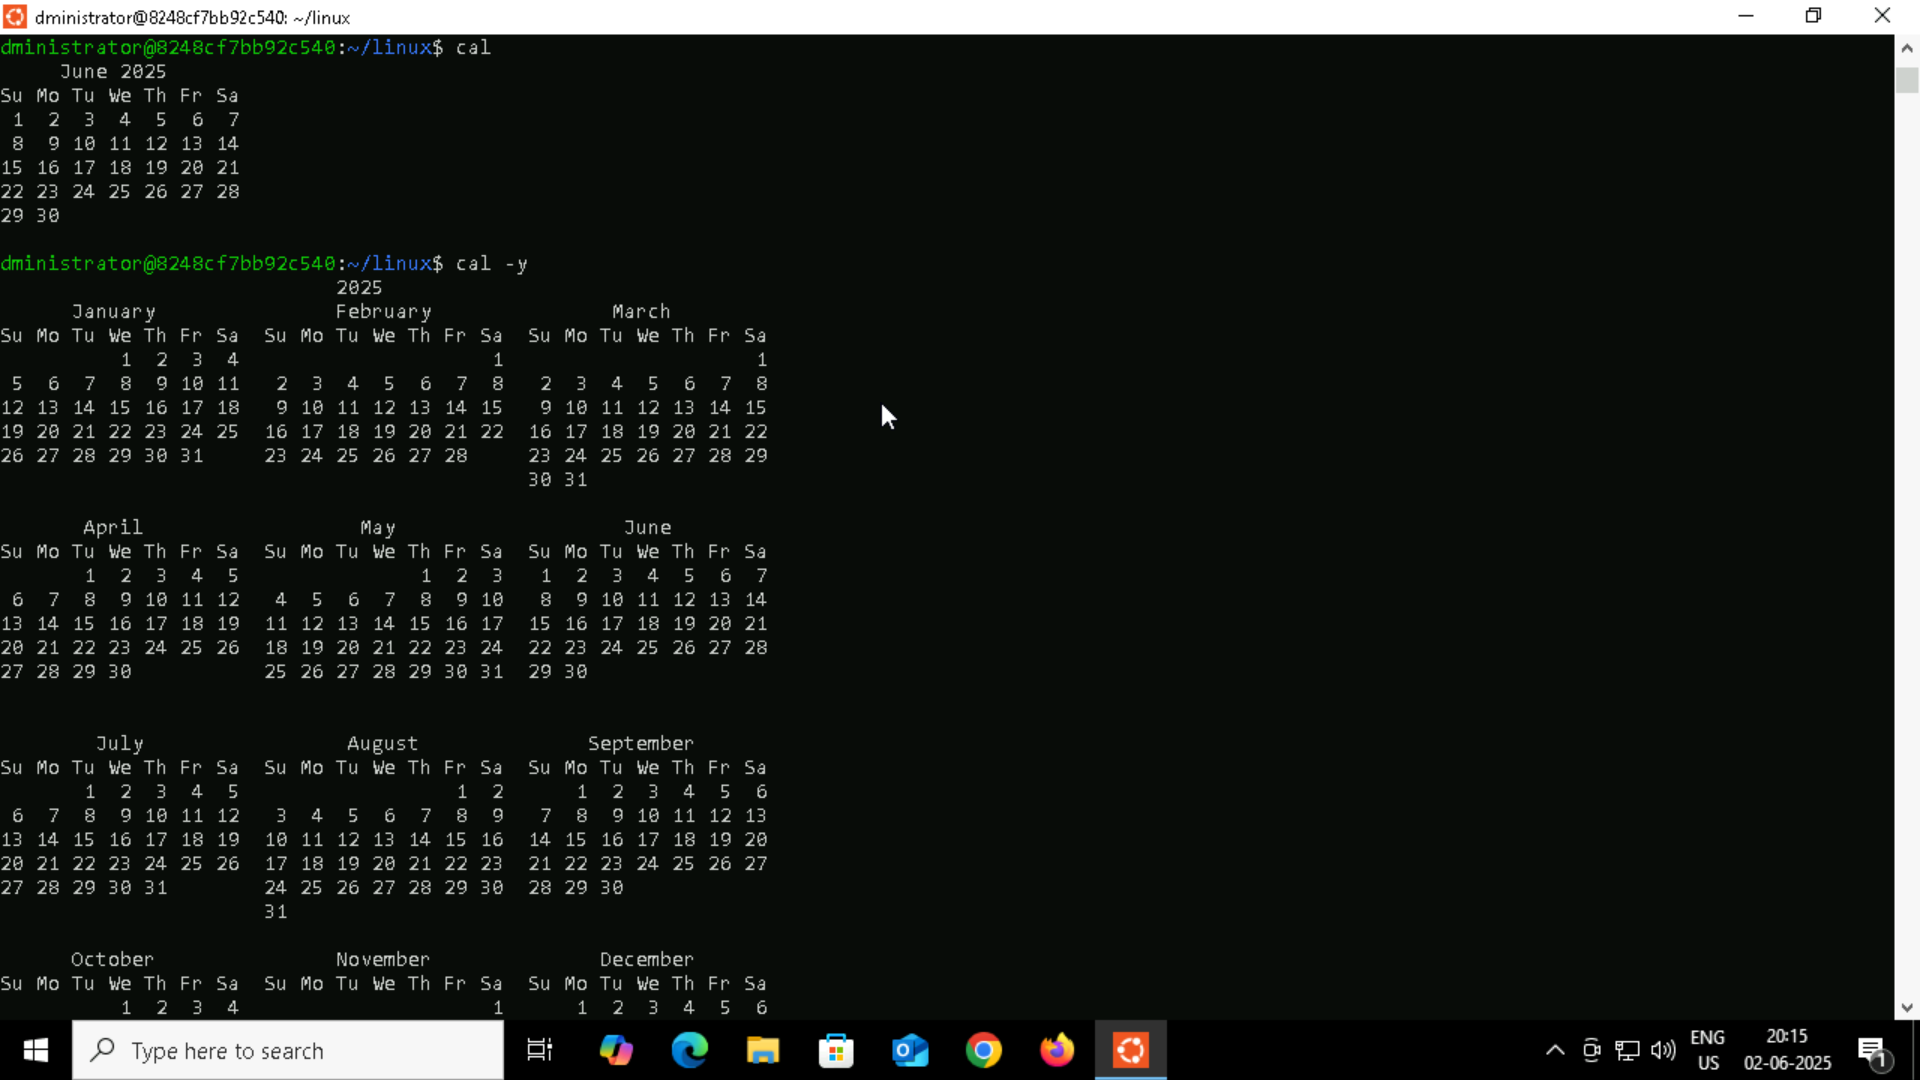 dministrator@8248cf7bb92c540: ~/linux
dministrator@8248cf7bb92c540:~/linux$ cal
     June 2025
Su Mo Tu We Th Fr Sa
 1  2  3  4  5  6  7
 8  9 10 11 12 13 14
15 16 17 18 19 20 21
22 23 24 25 26 27 28
29 30
dministrator@8248cf7bb92c540:~/linux$ cal -y
                            2025
      January               February               March
Su Mo Tu We Th Fr Sa  Su Mo Tu We Th Fr Sa  Su Mo Tu We Th Fr Sa
          1  2  3  4                     1                     1
 5  6  7  8  9 10 11   2  3  4  5  6  7  8   2  3  4  5  6  7  8
12 13 14 15 16 17 18   9 10 11 12 13 14 15   9 10 11 12 13 14 15
19 20 21 22 23 24 25  16 17 18 19 20 21 22  16 17 18 19 20 21 22
26 27 28 29 30 31     23 24 25 26 27 28     23 24 25 26 27 28 29
                                            30 31
       April                  May                   June
Su Mo Tu We Th Fr Sa  Su Mo Tu We Th Fr Sa  Su Mo Tu We Th Fr Sa
       1  2  3  4  5               1  2  3   1  2  3  4  5  6  7
 6  7  8  9 10 11 12   4  5  6  7  8  9 10   8  9 10 11 12 13 14
13 14 15 16 17 18 19  11 12 13 14 15 16 17  15 16 17 18 19 20 21
20 21 22 23 24 25 26  18 19 20 21 22 23 24  22 23 24 25 26 27 28
27 28 29 30           25 26 27 28 29 30 31  29 30
        July                 August              September
Su Mo Tu We Th Fr Sa  Su Mo Tu We Th Fr Sa  Su Mo Tu We Th Fr Sa
       1  2  3  4  5                  1  2      1  2  3  4  5  6
 6  7  8  9 10 11 12   3  4  5  6  7  8  9   7  8  9 10 11 12 13
13 14 15 16 17 18 19  10 11 12 13 14 15 16  14 15 16 17 18 19 20
20 21 22 23 24 25 26  17 18 19 20 21 22 23  21 22 23 24 25 26 27
27 28 29 30 31        24 25 26 27 28 29 30  28 29 30
                      31
      October               November              December
Su Mo Tu We Th Fr Sa  Su Mo Tu We Th Fr Sa  Su Mo Tu We Th Fr Sa
          1  2  3  4                     1      1  2  3  4  5  6
Type here to search
ENG
US
20:15
02-06-2025
1